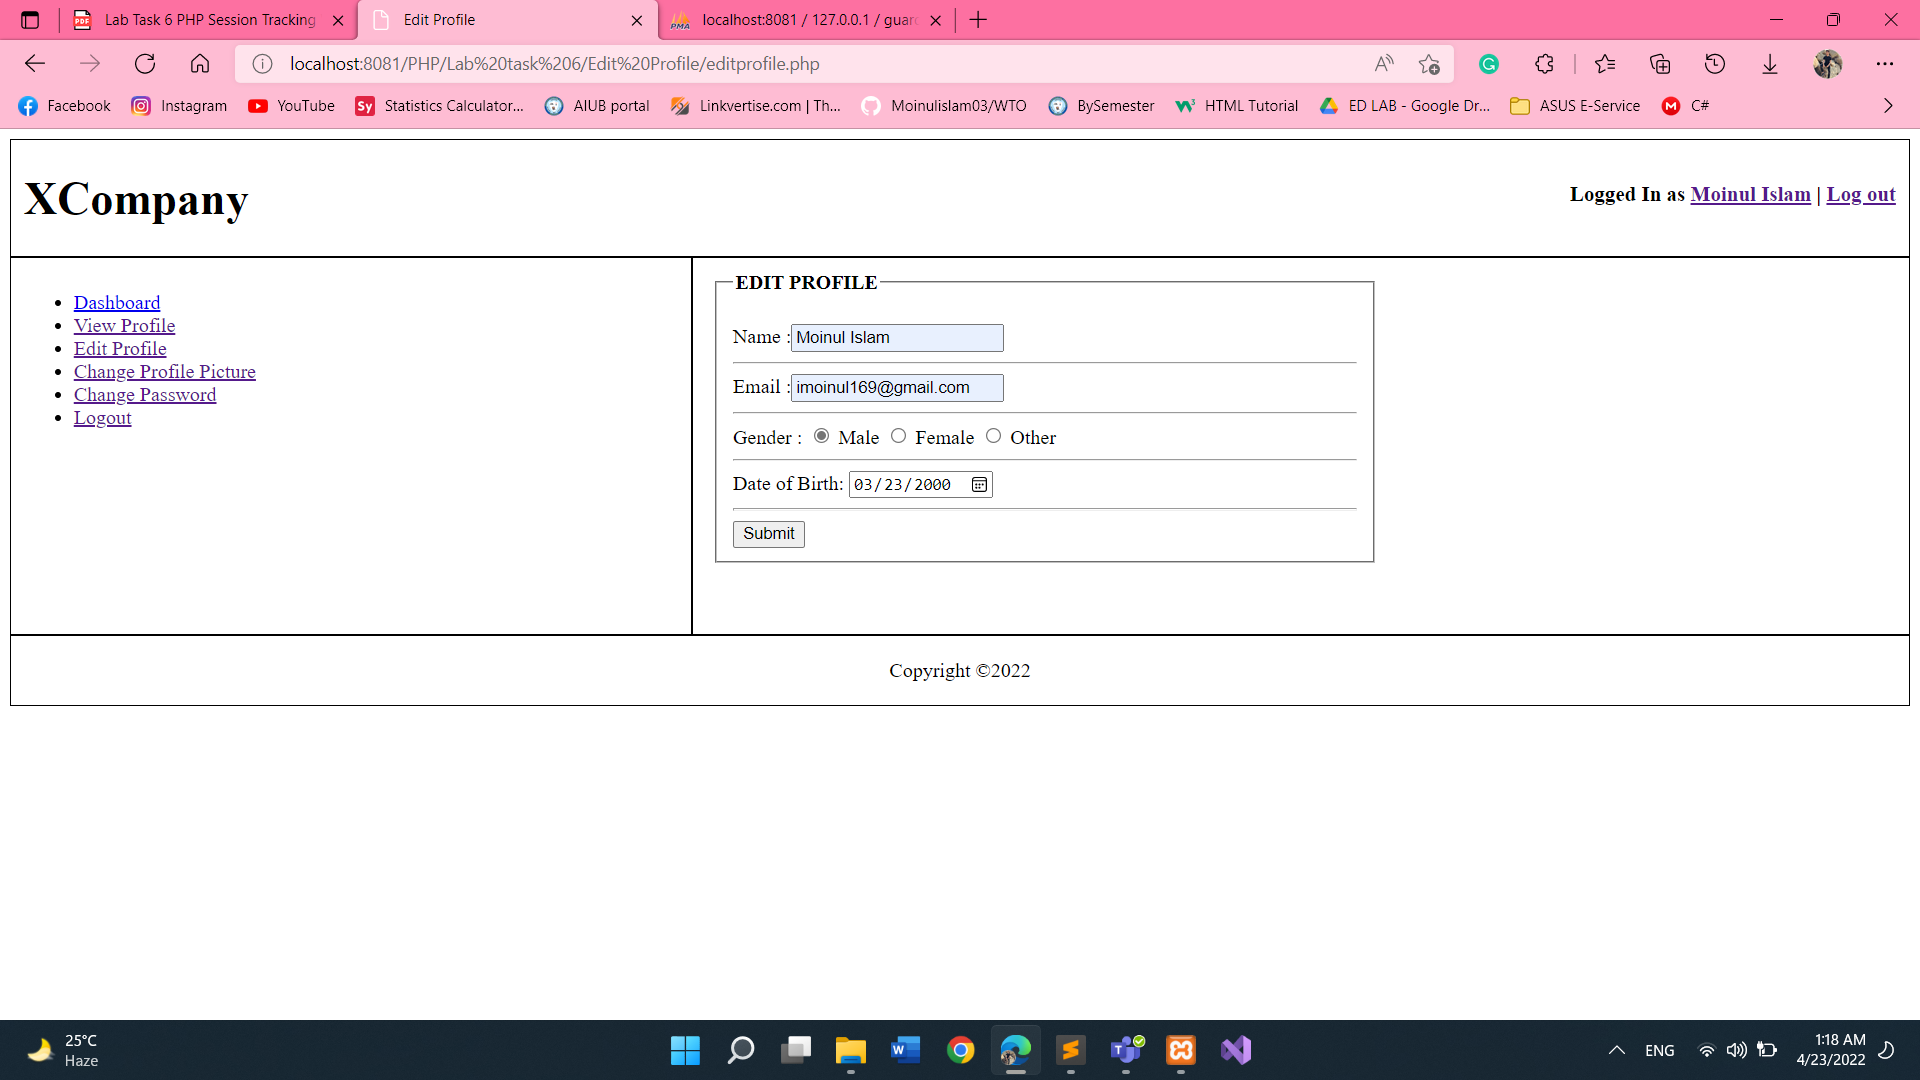 Lab Task 6 PHP Session Tracking
Edit Profile
localhost:8081 / 127.0.0.1 / guar
localhost:8081/PHP/Lab%20task%206/Edit%20Profile/editprofile.php
Facebook
Instagram
YouTube
Sy Statistics Calculator...
AIUB portal
Linkvertise.com | Th...
Moinulislam03/WTO
BySemester
HTML Tutorial
ED LAB - Google Dr...
ASUS E-Service
M C#
XCompany
Logged In as Moinul Islam | Log out
Dashboard
View Profile
Edit Profile
Change Profile Picture
Change Password
Logout
EDIT PROFILE
Name : Moinul Islam
Email : imoinul169@gmail.com
Gender : Male Female Other
Date of Birth: 03/23/2000
Submit
Copyright ©2022
25°C
Haze
ENG
1:18 AM
4/23/2022